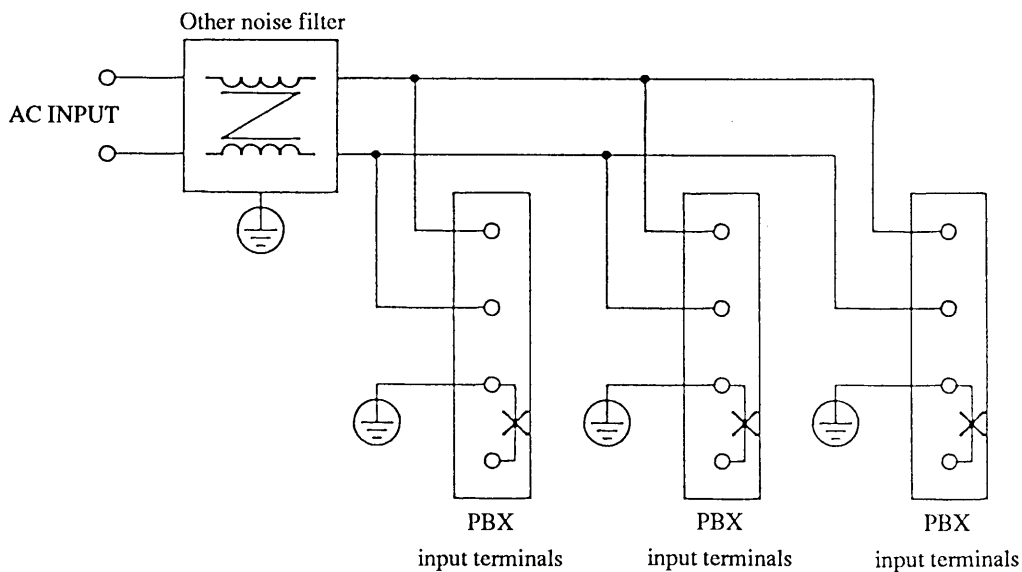 Other noise filter
AC INPUT
PBX
input terminals
PBX
input terminals
PBX
input terminals